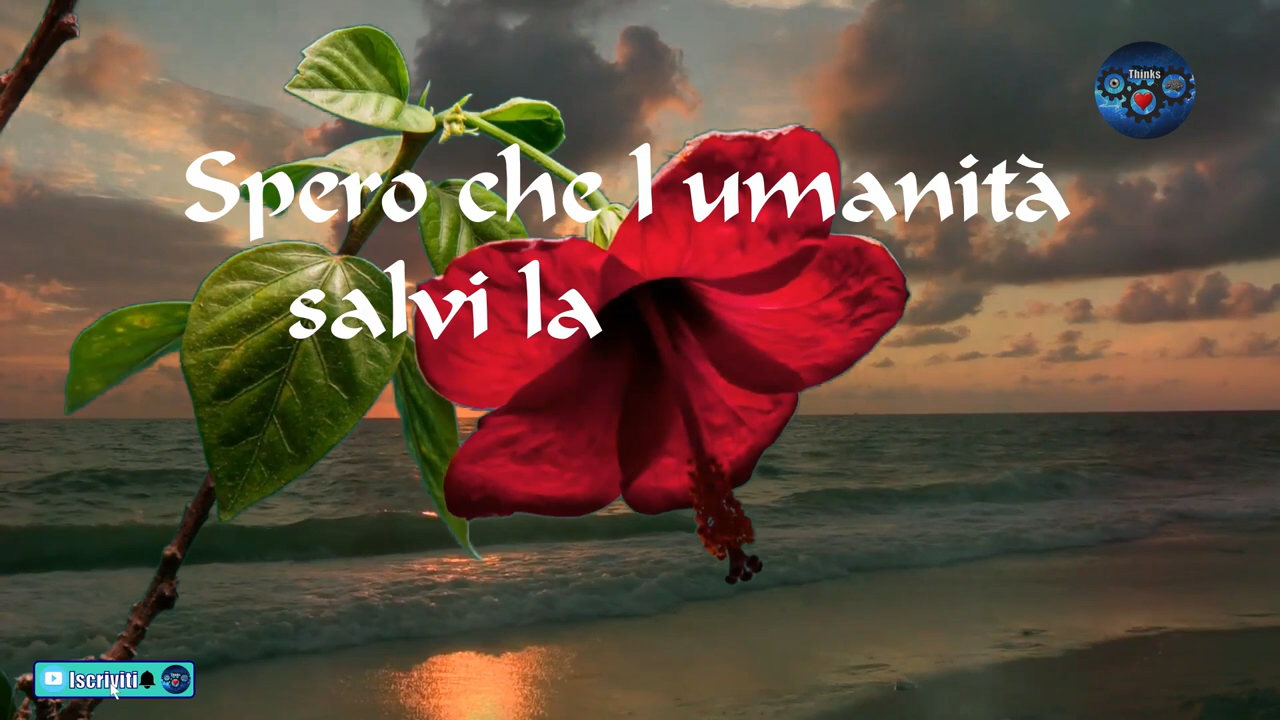 Thinks
Spero che l umanità
salvi la
Iscriviti